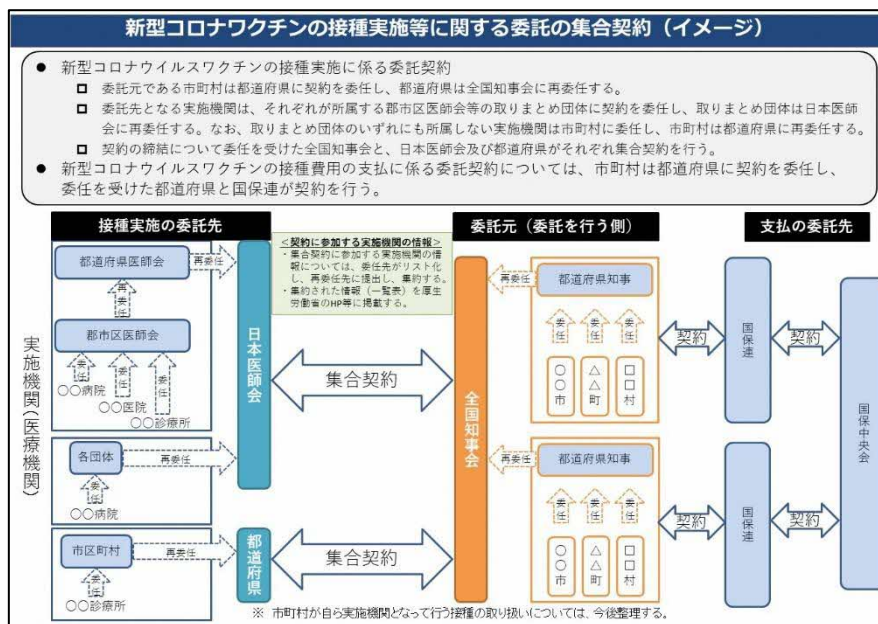 新型コロナワクチンの接種実施等に関する委託の集合契約（イメージ）
● 新型コロナウイルスワクチンの接種実施に係る委託契約
□ 委託元である市町村は都道府県に契約を委任し、都道府県は全国知事会に再委任する。
□ 委託先となる実施機関は、それぞれが所属する郡市区医師会等の取りまとめ団体に契約を委任し、取りまとめ団体は日本医師
会に再委任する。なお、取りまとめ団体のいずれにも所属しない実施機関は市町村に委任し、市町村は都道府県に再委任する。
□ 契約の締結について委任を受けた全国知事会と、日本医師会及び都道府県がそれぞれ集合契約を行う。
● 新型コロナウイルスワクチンの接種費用の支払に係る委託契約については、市町村は都道府県に契約を委任し、
委任を受けた都道府県と国保連が契約を行う。
接種実施の委託先
実施機関(医療機関)
都道府県医師会
再委任
再委任
郡市区医師会
委任
委任
委任
〇〇病院
〇〇医院
〇〇診療所
各団体
再委任
委任
〇〇病院
市区町村
再委任
委任
〇〇診療所
日本医師会
都道府県
＜契約に参加する実施機関の情報＞
・集合契約に参加する実施機関の情
報については、委託先がリスト化
し、再委任先に提出し、集約する。
・集約された情報（一覧表）を厚生
労働省のHP等に掲載する。
集合契約
集合契約
委託元（委託を行う側）
全国知事会
再委任
都道府県知事
委任
委任
委任
〇〇市
△△町
□□村
再委任
都道府県知事
委任
委任
委任
〇〇市
△△町
□□村
支払の委託先
契約
国保連
契約
契約
国保連
契約
国保中央会
※ 市町村が自ら実施機関となって行う接種の取り扱いについては、今後整理する。